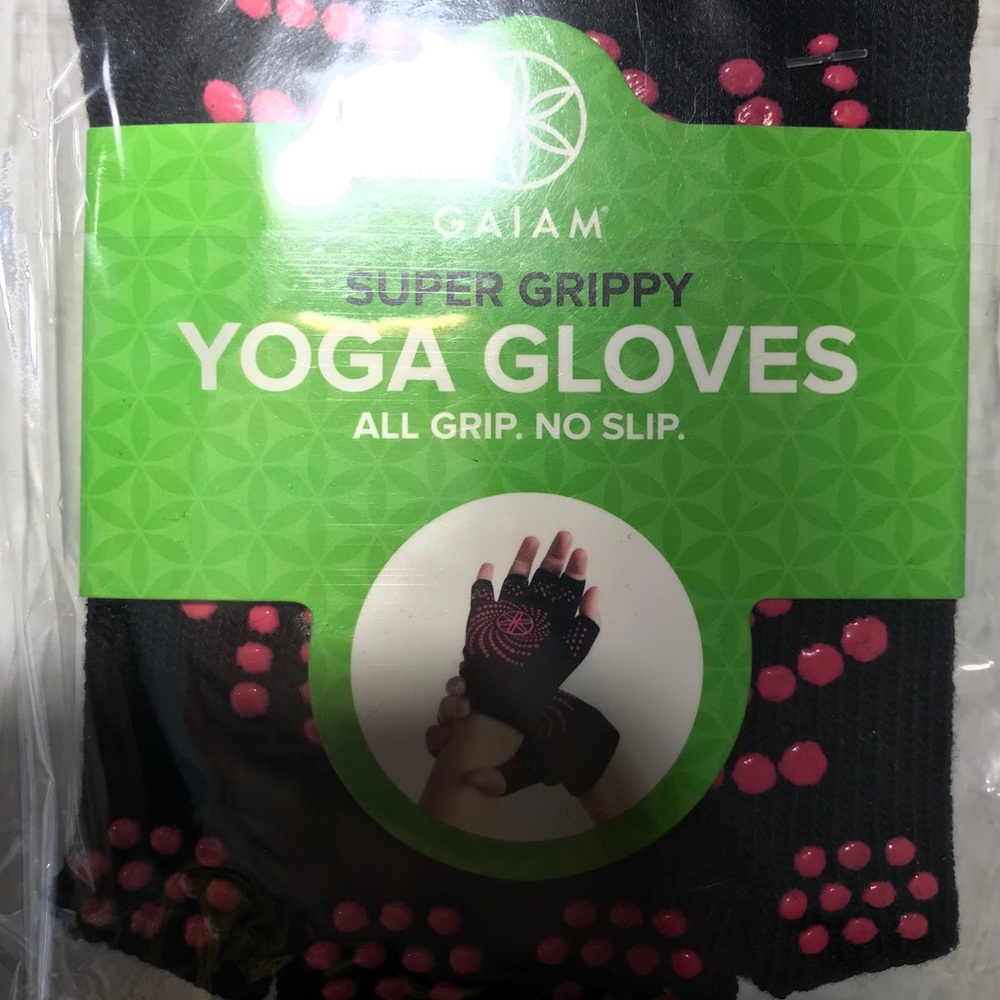 GAIAM®
SUPER GRIPPY
YOGA GLOVES
ALL GRIP. NO SLIP.